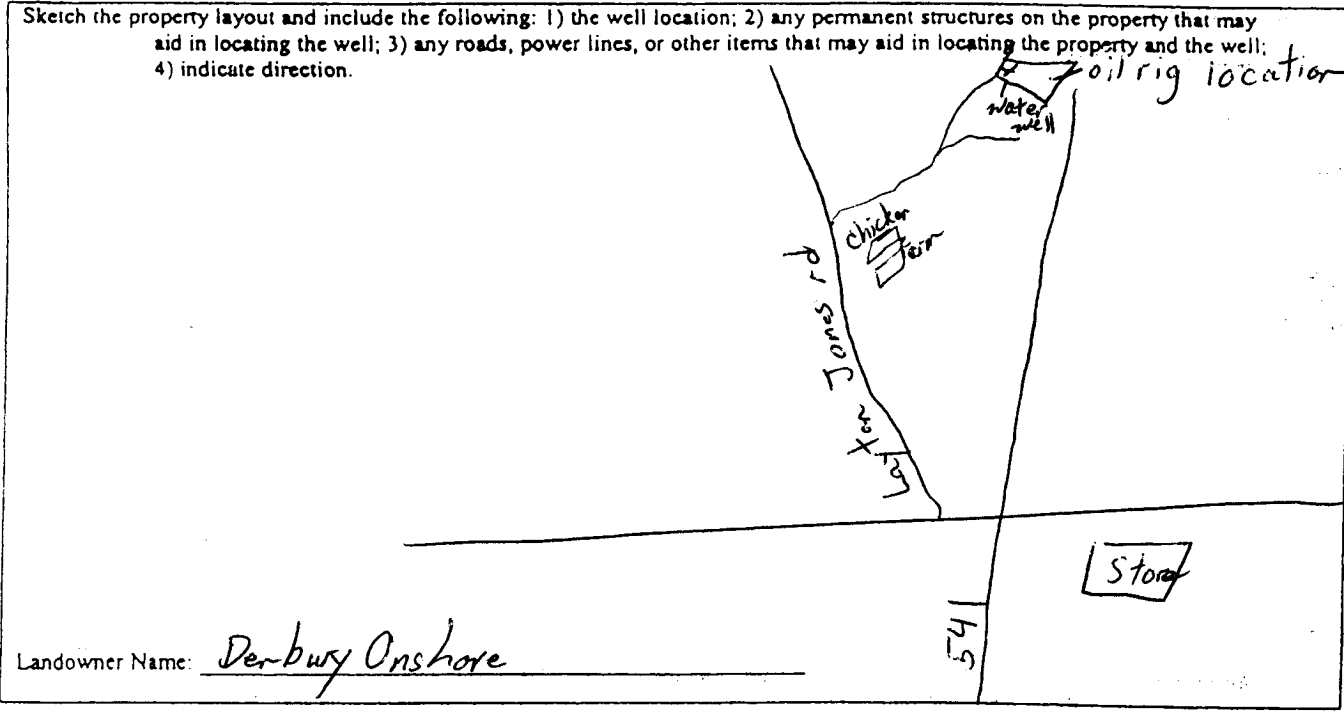 Sketch the property layout and include the following: 1) the well location; 2) any permanent structures on the property that may
aid in locating the well; 3) any roads, power lines, or other items that may aid in locating the property and the well;
4) indicate direction.
oil rig location
water
well
chicken
farm
Layton Jones rd
Store
541
Landowner Name: Denbury Onshore